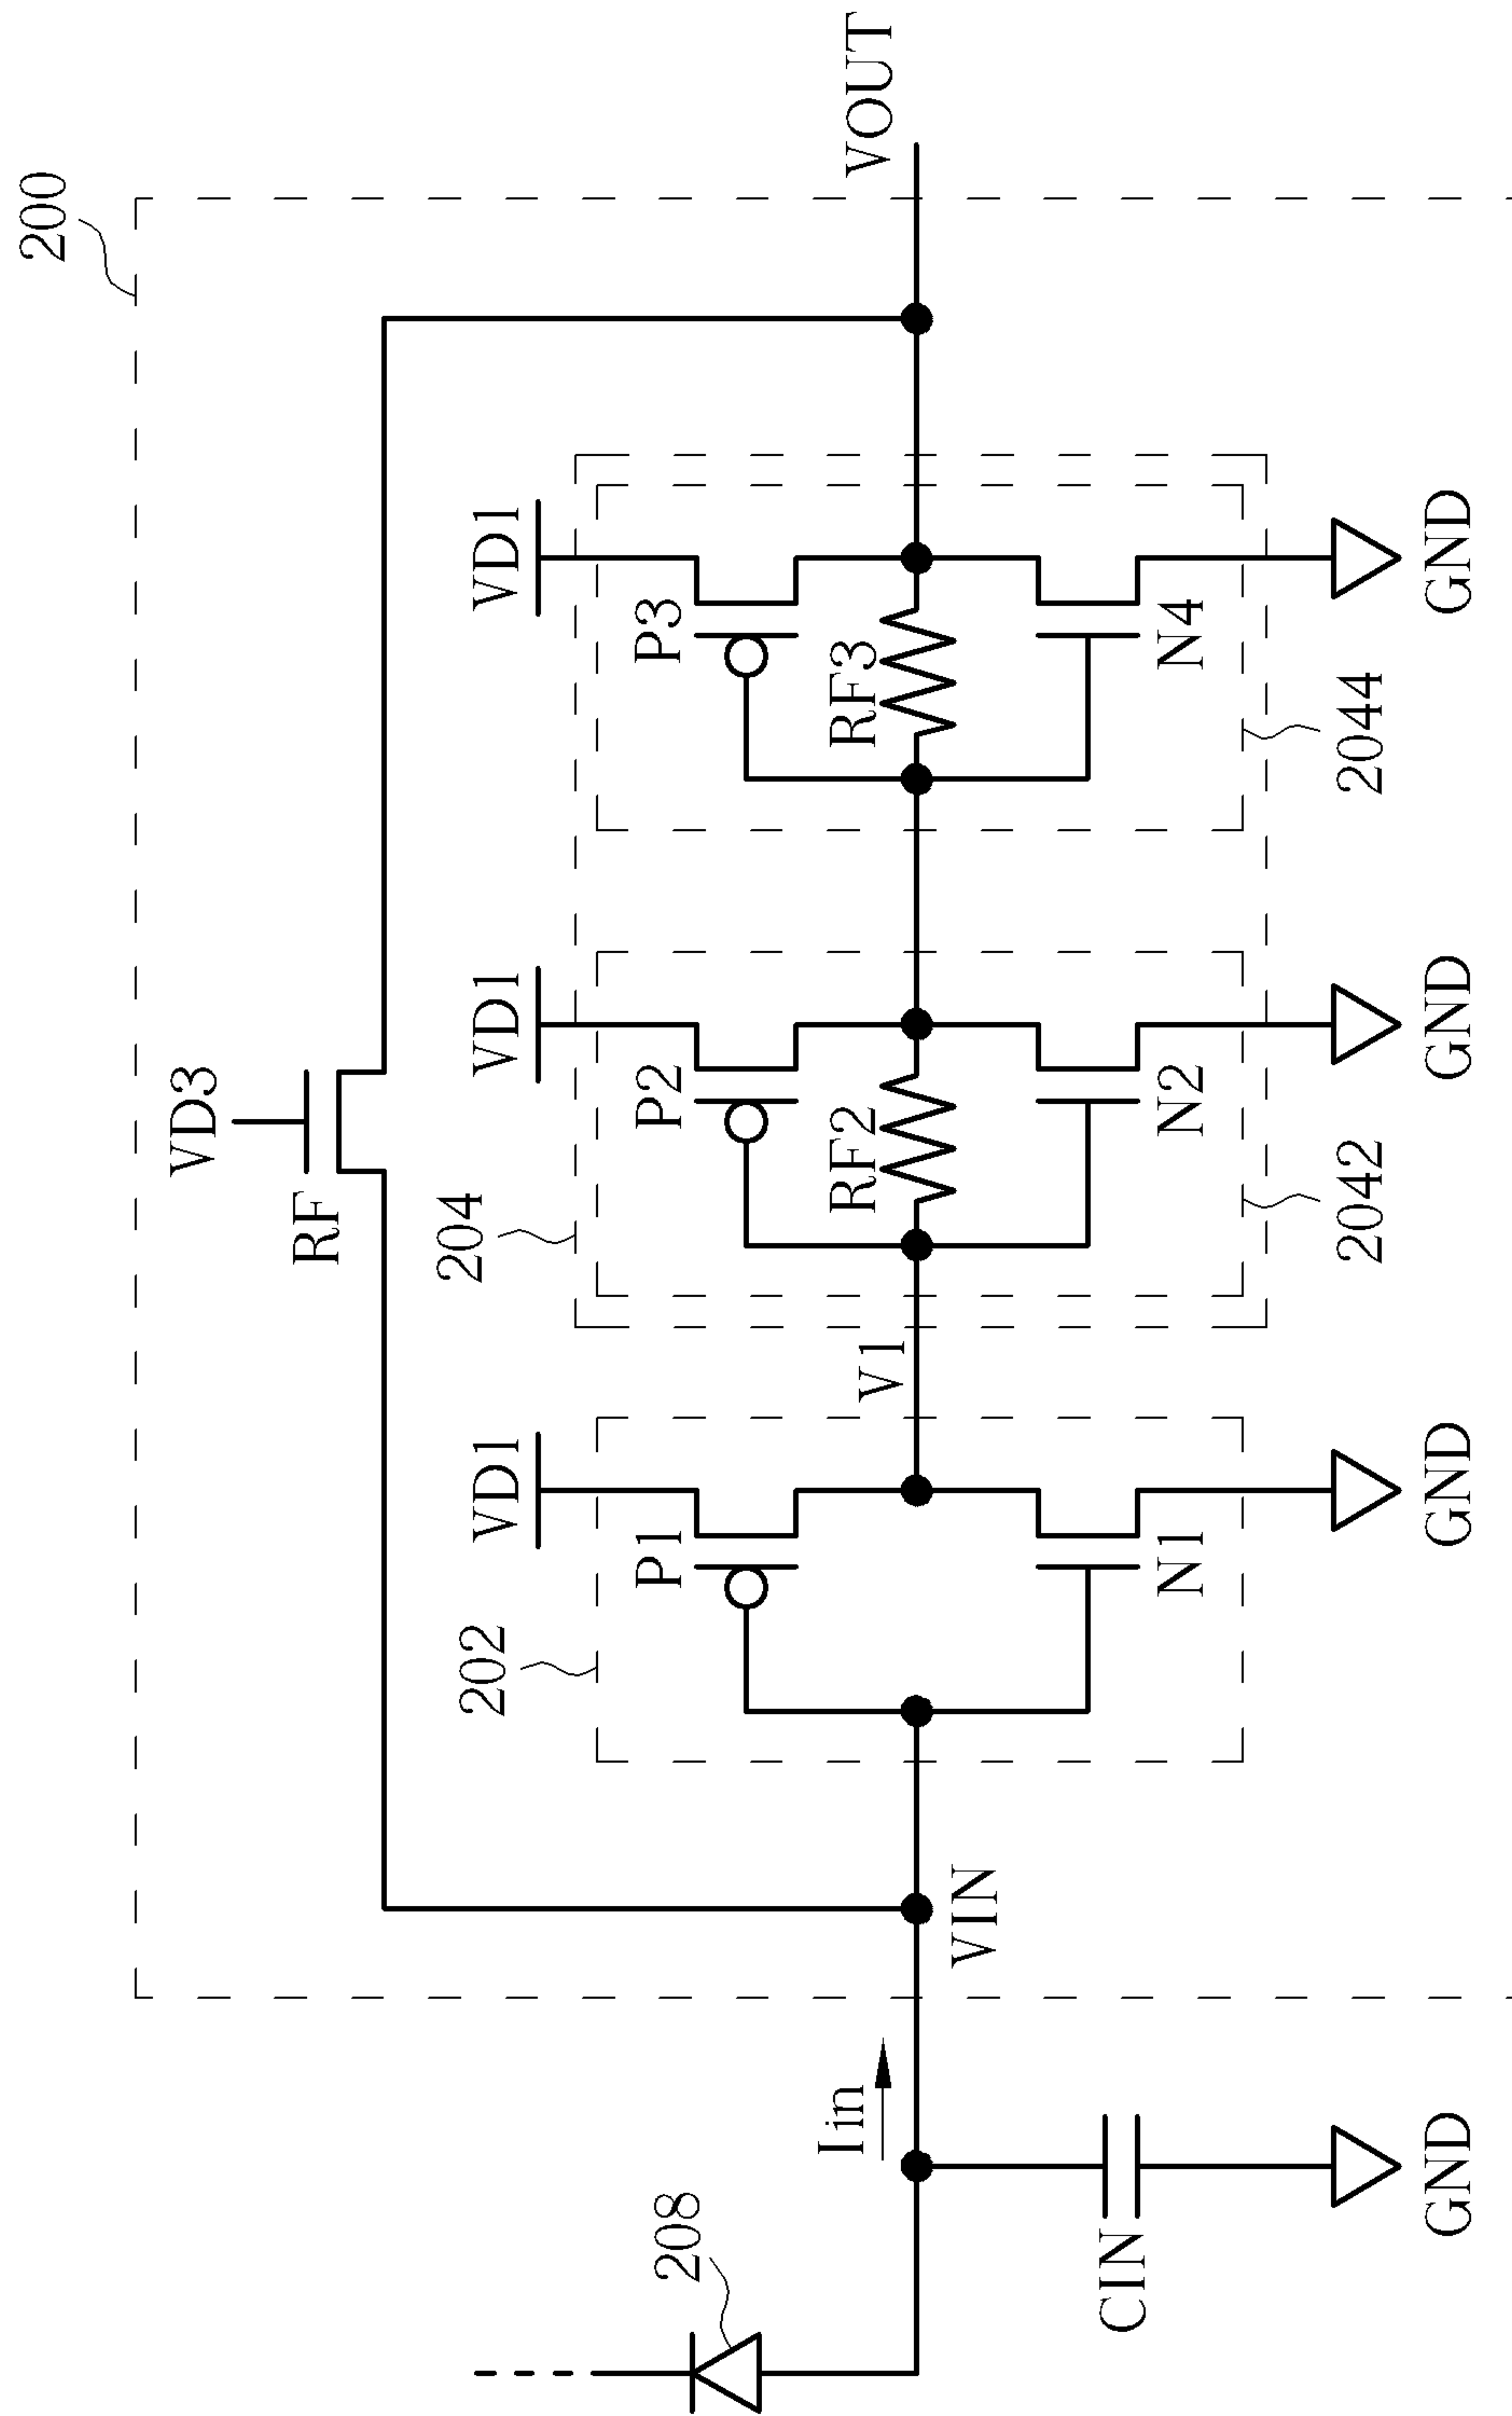 200
VD3
RF
VD1
VD1
VD1
202
204
P1
P2
P3
208
Iin
V1
RF2
RF3
VOUT
VIN
CIN
N1
N2
N4
2042
2044
GND
GND
GND
GND